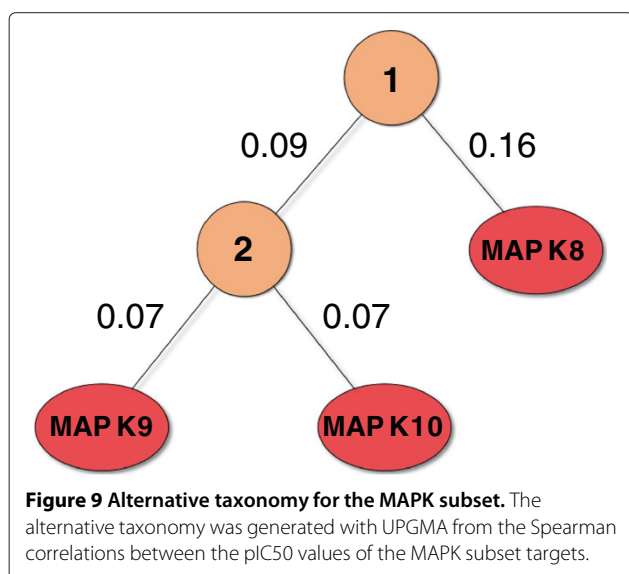 1
0.09
0.16
2
MAP K8
0.07
0.07
MAP K9
MAP K10
Figure 9 Alternative taxonomy for the MAPK subset. The
alternative taxonomy was generated with UPGMA from the Spearman
correlations between the pIC50 values of the MAPK subset targets.